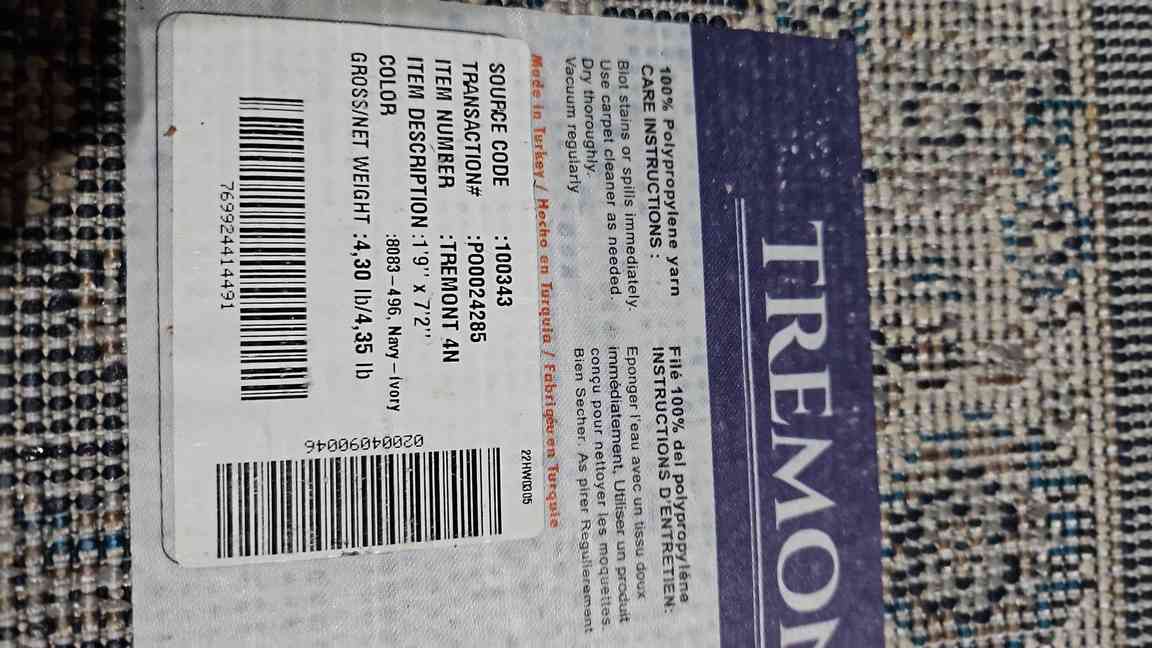 TREMON
100% Polypropylene yarn
CARE INSTRUCTIONS :
Blot stains or spills immediately.
Use carpet cleaner as needed.
Dry thoroughly.
Vacuum regularly
Filé 100% del polypropylène
INSTRUCTIONS D'ENTRETIEN:
Eponger l'eau avec un tissu doux
immédiatement, Utiliser un produit
conçu pour nettoyer les moquettes.
Bien Secher. As pirer Regulierement
Made in Turkey / Hecho en Turquia / Fabriqéu en Turquie
SOURCE CODE :100343
TRANSACTION# :P00024285
ITEM NUMBER :TREMONT 4N
ITEM DESCRIPTION :1'9'' x 7'2''
COLOR :8083-496, Navy-Ivory
GROSS/NET WEIGHT :4,30 lb/4,35 lb
769924414491
02000409004​6
22HW0305